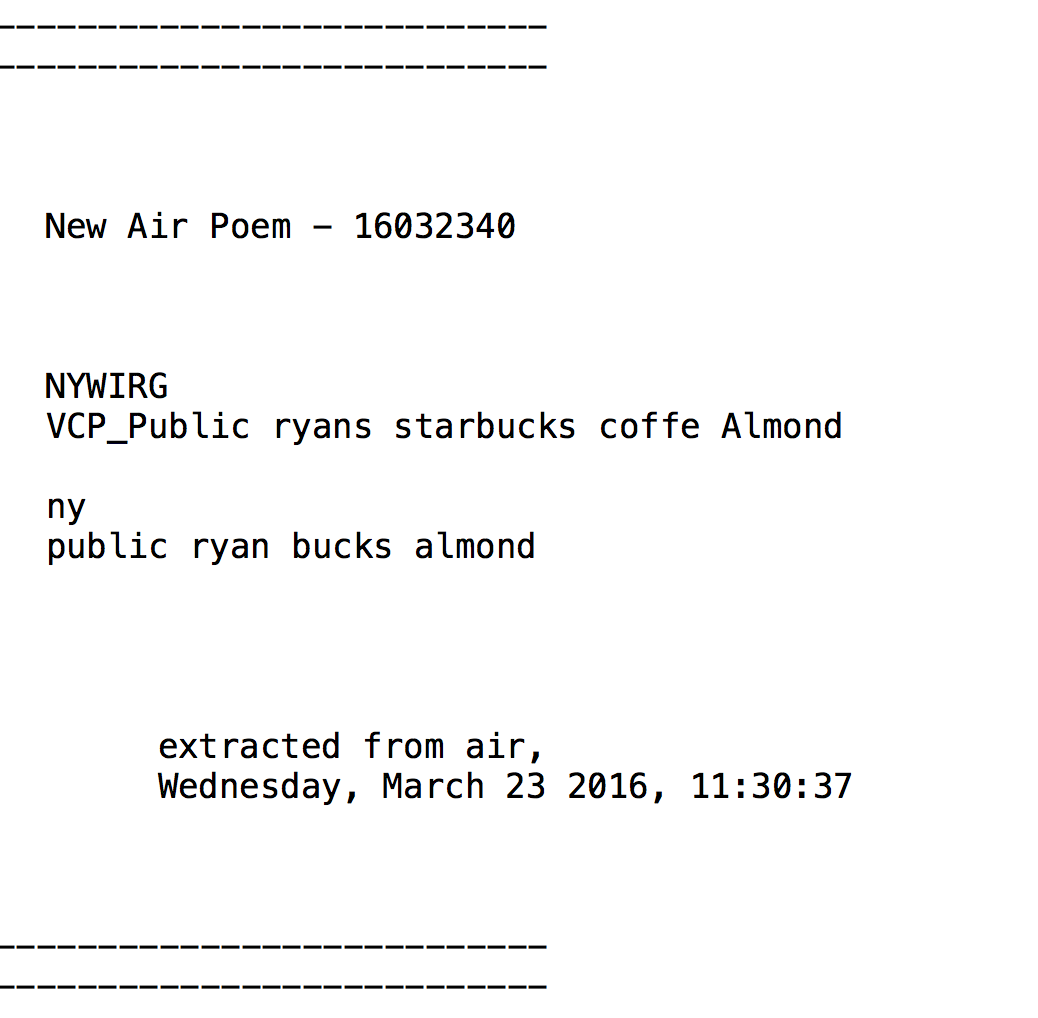 ---------------------------
---------------------------
New Air Poem - 16032340
NYWIRG
VCP_Public ryans starbucks coffe Almond
ny
public ryan bucks almond
extracted from air,
Wednesday, March 23 2016, 11:30:37
---------------------------
---------------------------